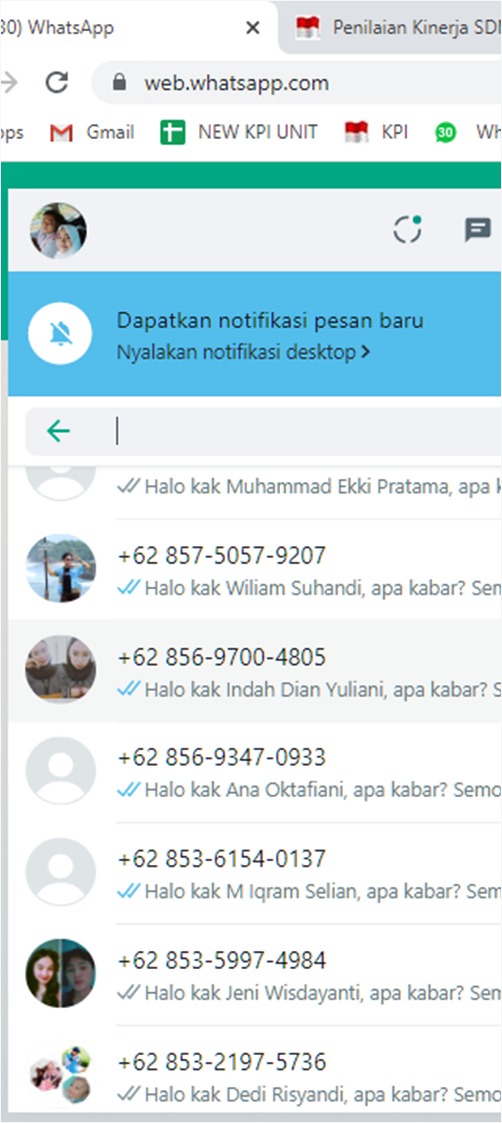 30) WhatsApp
Penilaian Kinerja SD
web.whatsapp.com
Gmail NEW KPI UNIT KPI 30 Wh
Dapatkan notifikasi pesan baru
Nyalakan notifikasi desktop
Halo kak Muhammad Ekki Pratama, apa k
+62 857-5057-9207
Halo kak Wiliam Suhandi, apa kabar? Sem
+62 856-9700-4805
Halo kak Indah Dian Yuliani, apa kabar? S
+62 856-9347-0933
Halo kak Ana Oktafiani, apa kabar? Semo
+62 853-6154-0137
Halo kak M Iqram Selian, apa kabar? Sem
+62 853-5997-4984
Halo kak Jeni Wisdayanti, apa kabar? Sem
+62 853-2197-5736
Halo kak Dedi Risyandi, apa kabar? Semo